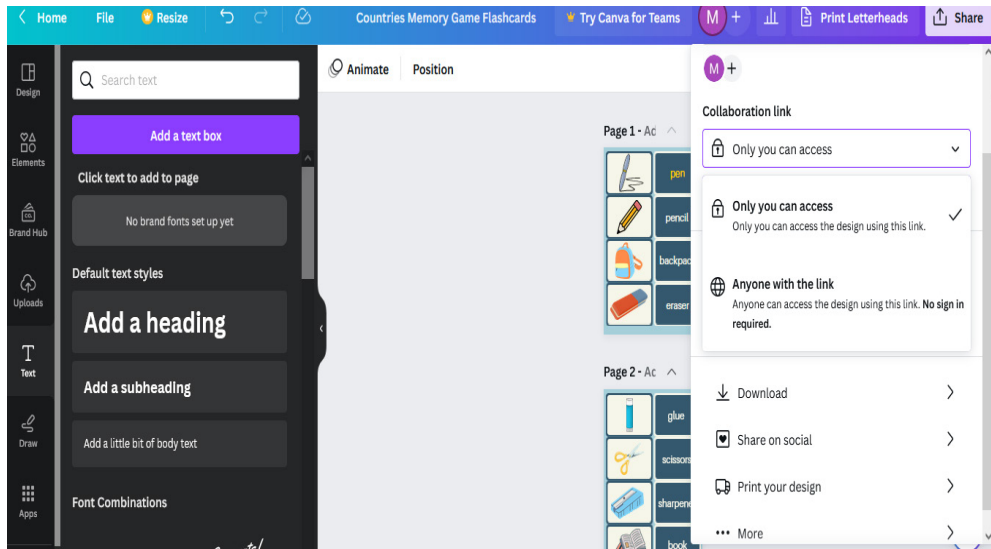 Home
File
Resize
Countries Memory Game Flashcards
Try Canva for Teams
M
+
Print Letterheads
Share
Design
Elements
CO.
Brand Hub
Uploads
T
Text
Draw
Apps
Search text
Add a text box
Click text to add to page
No brand fonts set up yet
Default text styles
Add a heading
Add a subheading
Add a little bit of body text
Font Combinations
Animate
Position
Page 1 - Ad
pen
pencil
backpac
eraser
Page 2 - Ac
glue
scissors
sharpene
book
M
+
Collaboration link
Only you can access
Only you can access
Only you can access the design using this link.
Anyone with the link
Anyone can access the design using this link. No sign in
required.
Download
Share on social
Print your design
More